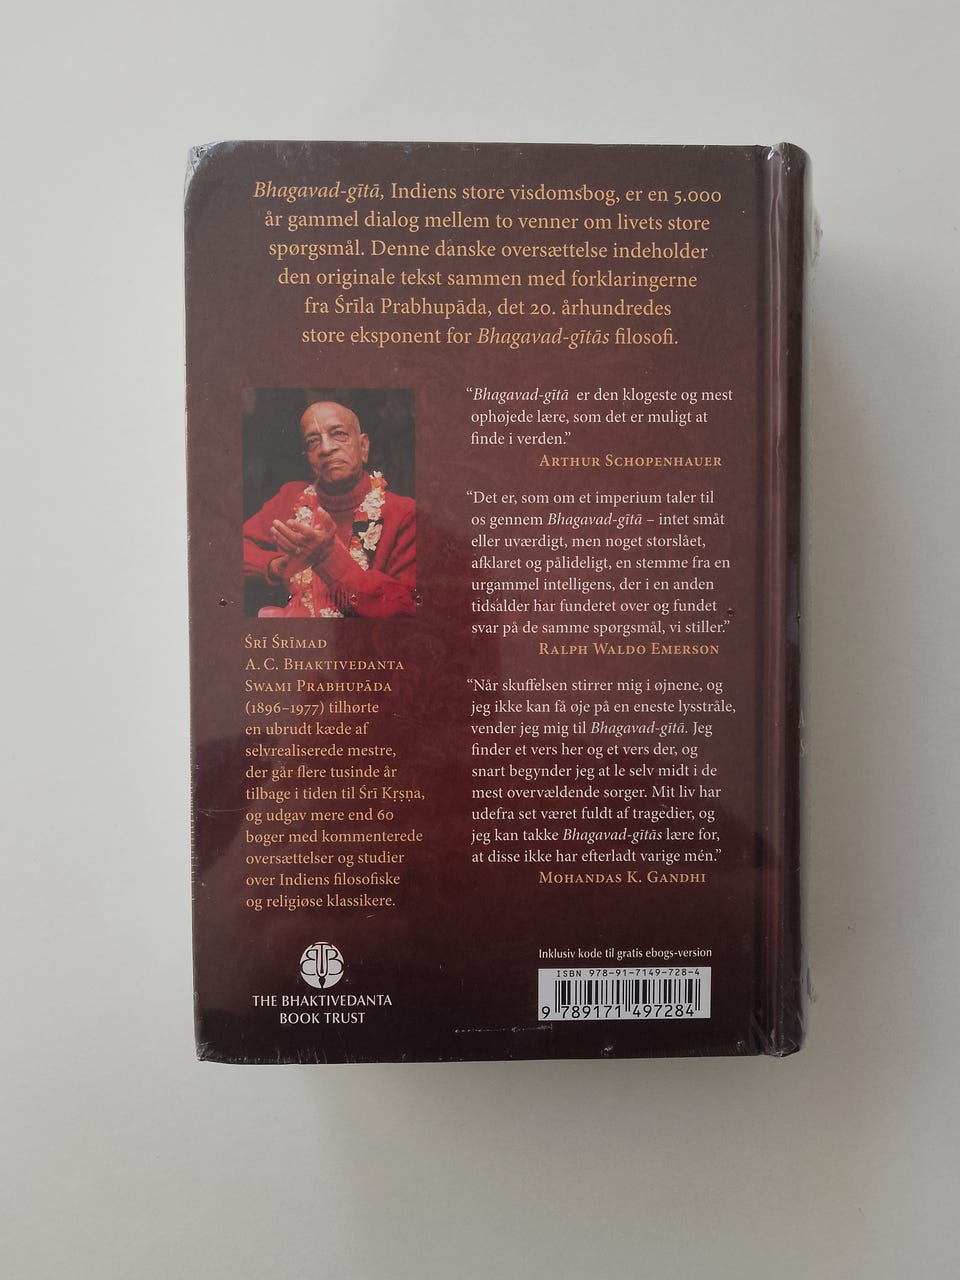 Bhagavad-gītā, Indiens store visdomsbog, er en 5.000
år gammel dialog mellem to venner om livets store
spørgsmål. Denne danske oversættelse indeholder
den originale tekst sammen med forklaringerne
fra Śrīla Prabhupāda, det 20. århundredes
store eksponent for Bhagavad-gītās filosofi.
“Bhagavad-gītā er den klogeste og mest
ophøjede lære, som det er muligt at
finde i verden.”
Arthur Schopenhauer
“Det er, som om et imperium taler til
os gennem Bhagavad-gītā – intet småt
eller uværdigt, men noget storslået,
afklaret og pålideligt, en stemme fra en
urgammel intelligens, der i en anden
tidsalder har funderet over og fundet
svar på de samme spørgsmål, vi stiller.”
Ralph Waldo Emerson
“Når skuffelsen stirrer mig i øjnene, og
jeg ikke kan få øje på en eneste lysstråle,
vender jeg mig til Bhagavad-gītā. Jeg
finder et vers her og et vers der, og
snart begynder jeg at le selv midt i de
mest overvældende sorger. Mit liv har
udefra set været fuldt af tragedier, og
jeg kan takke Bhagavad-gītās lære for,
at disse ikke har efterladt varige mén.”
Mohandas K. Gandhi
Śrī Śrīmad
A. C. Bhaktivedanta
Swami Prabhupāda
(1896–1977) tilhørte
en ubrudt kæde af
selvrealiserede mestre,
der går flere tusinde år
tilbage i tiden til Śrī Kṛṣṇa,
og udgav mere end 60
bøger med kommenterede
oversættelser og studier
over Indiens filosofiske
og religiøse klassikere.
BBT
THE BHAKTIVEDANTA
BOOK TRUST
Inklusiv kode til gratis ebogs-version
ISBN 978-91-7149-728-4
9 789171 497284